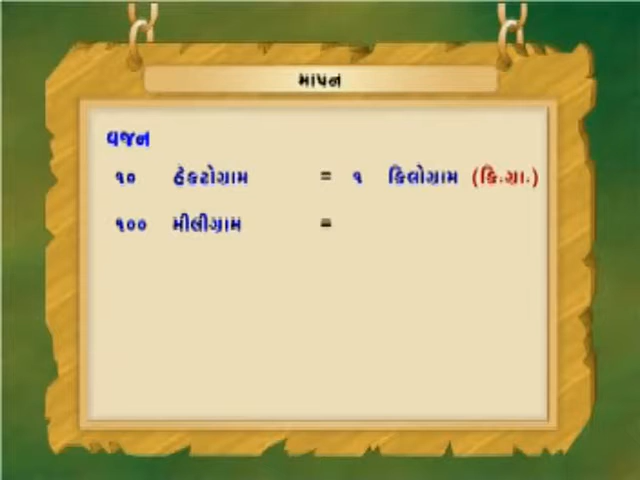 માપન
વજન
૧૦ હેકટોગ્રામ = ૧ કિલોગ્રામ (કિ.ગ્રા.)
૧૦૦ મીલીગ્રામ =